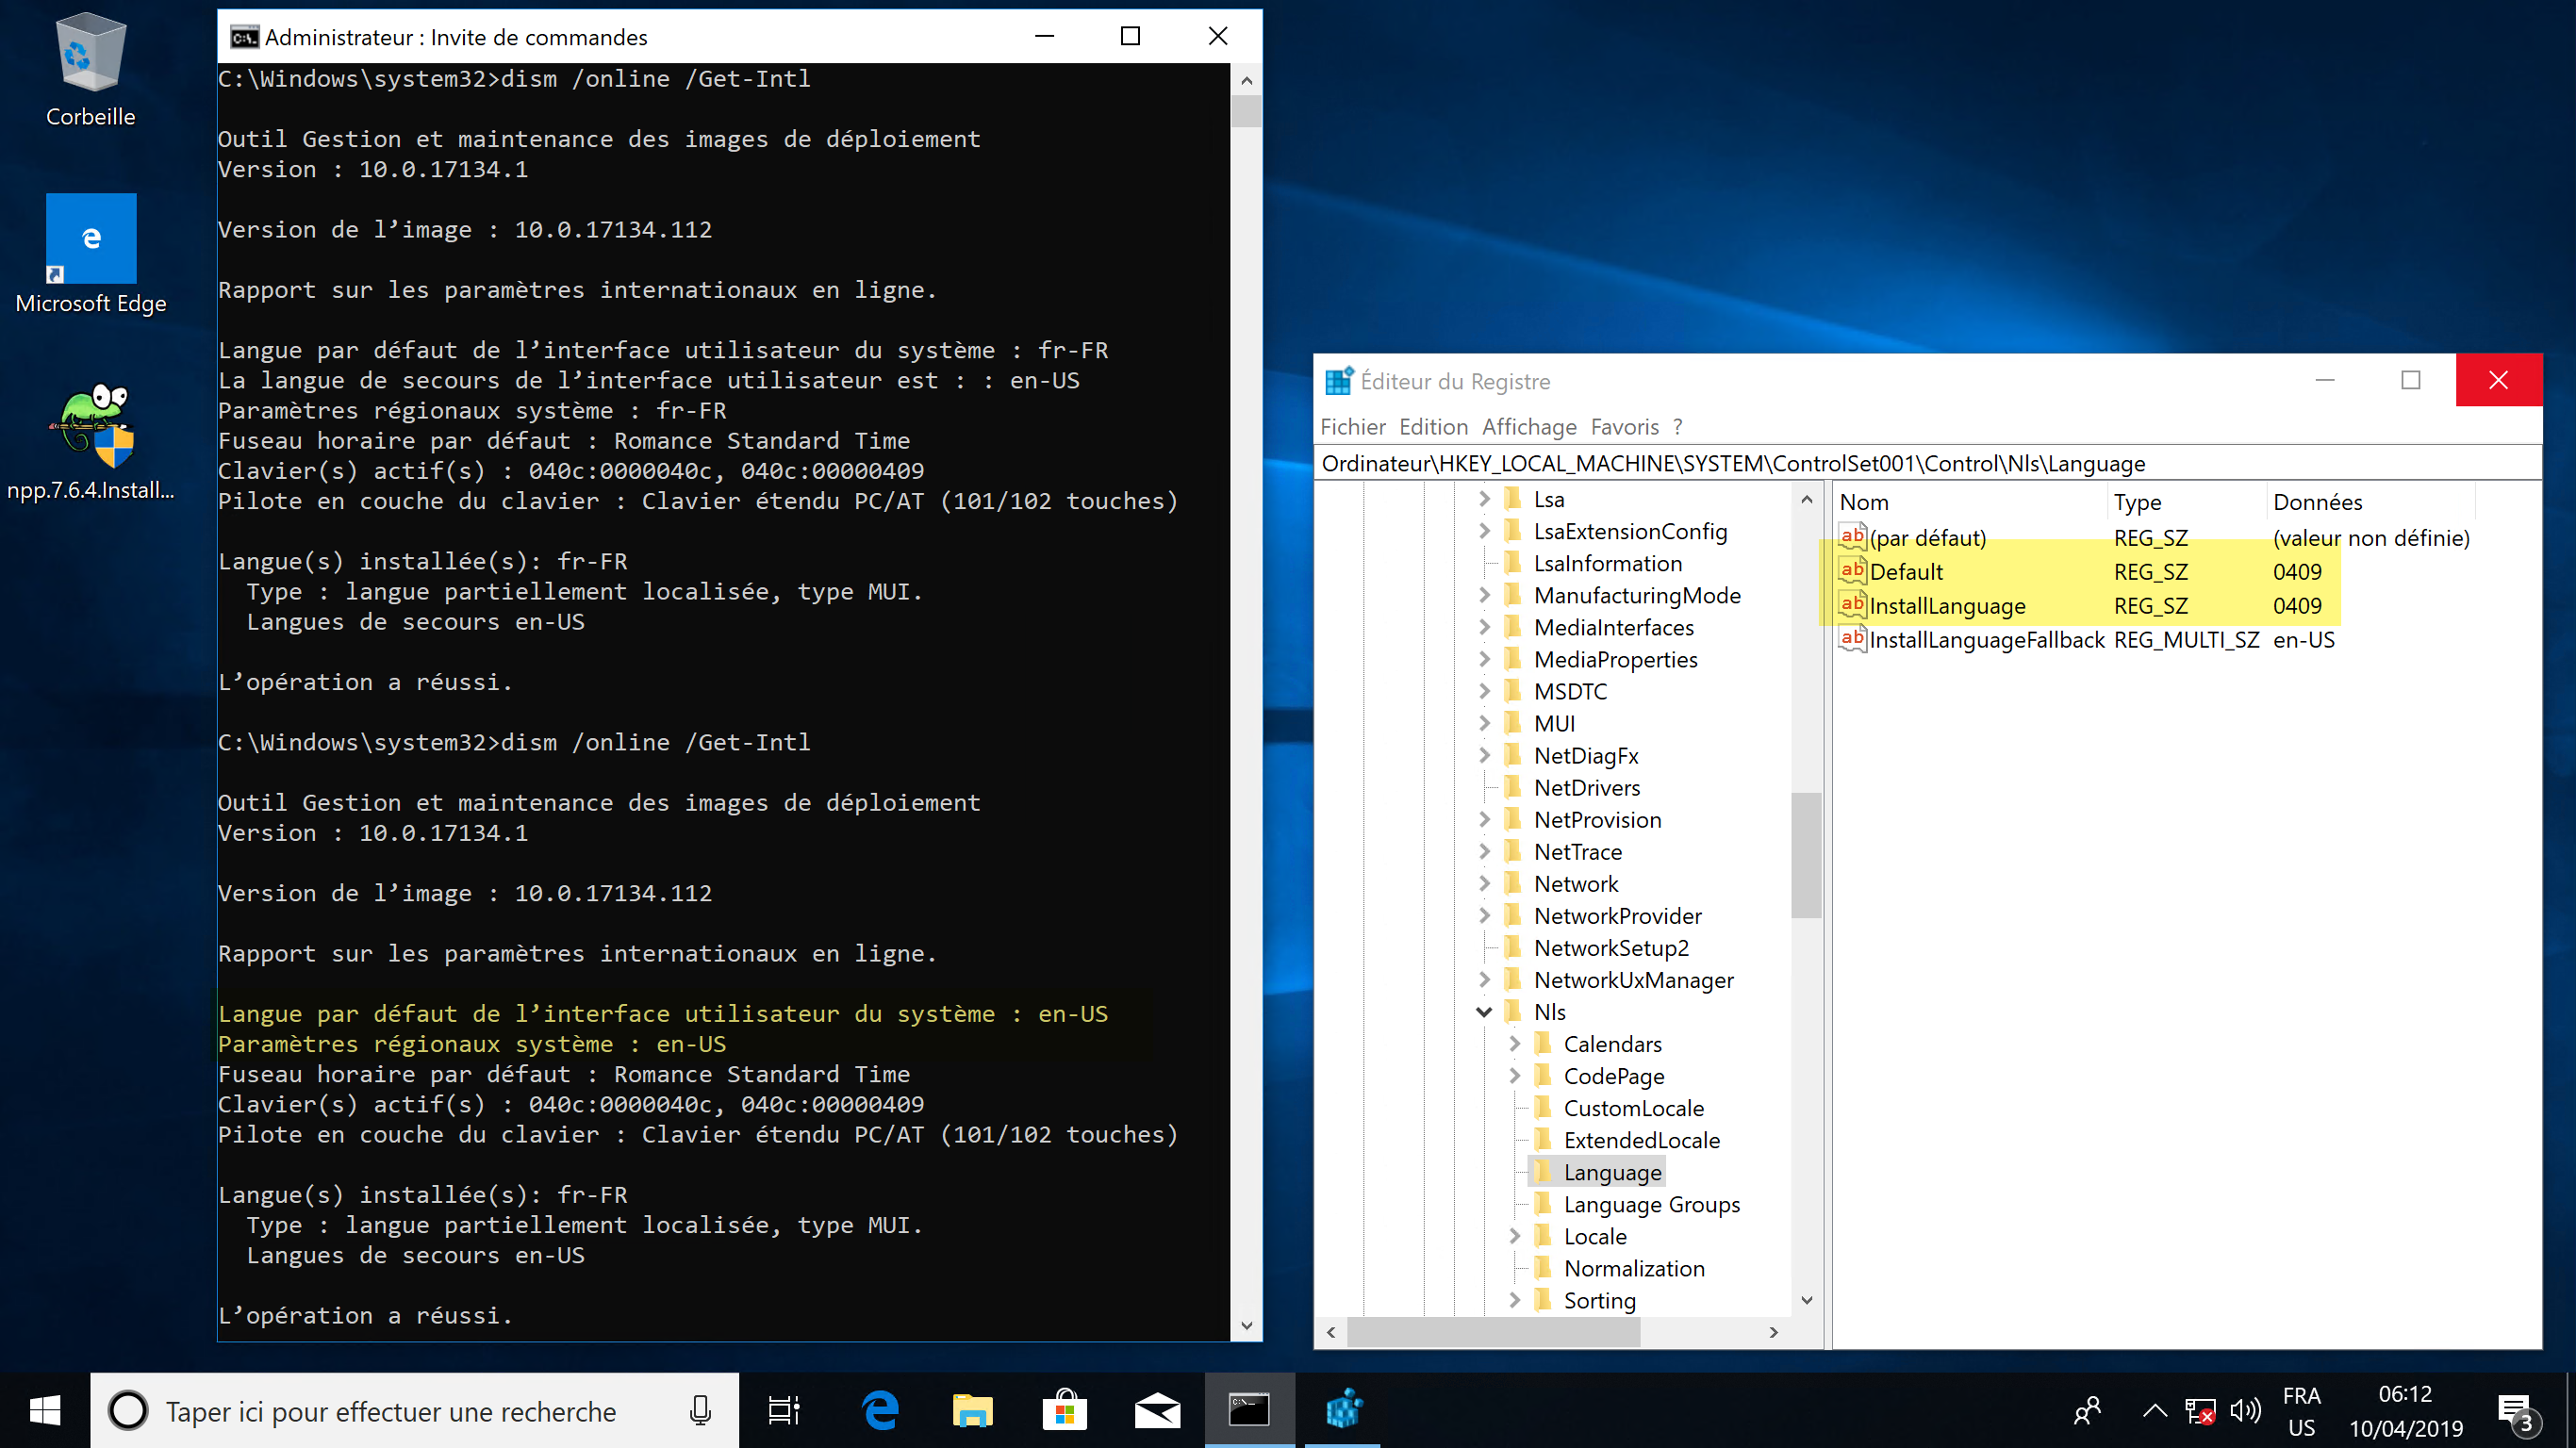 Corbeille
Microsoft Edge
npp.7.6.4.Install...
Administrateur : Invite de commandes
C:\Windows\system32>dism /online /Get-Intl
Outil Gestion et maintenance des images de déploiement
Version : 10.0.17134.1
Version de l’image : 10.0.17134.112
Rapport sur les paramètres internationaux en ligne.
Langue par défaut de l’interface utilisateur du système : fr-FR
La langue de secours de l’interface utilisateur est : : en-US
Paramètres régionaux système : fr-FR
Fuseau horaire par défaut : Romance Standard Time
Clavier(s) actif(s) : 040c:0000040c, 040c:00000409
Pilote en couche du clavier : Clavier étendu PC/AT (101/102 touches)
Langue(s) installée(s): fr-FR
Type : langue partiellement localisée, type MUI.
Langues de secours en-US
L’opération a réussi.
C:\Windows\system32>dism /online /Get-Intl
Outil Gestion et maintenance des images de déploiement
Version : 10.0.17134.1
Version de l’image : 10.0.17134.112
Rapport sur les paramètres internationaux en ligne.
Langue par défaut de l’interface utilisateur du système : en-US
Paramètres régionaux système : en-US
Fuseau horaire par défaut : Romance Standard Time
Clavier(s) actif(s) : 040c:0000040c, 040c:00000409
Pilote en couche du clavier : Clavier étendu PC/AT (101/102 touches)
Langue(s) installée(s): fr-FR
Type : langue partiellement localisée, type MUI.
Langues de secours en-US
L’opération a réussi.
Éditeur du Registre
Fichier Edition Affichage Favoris ?
Ordinateur\HKEY_LOCAL_MACHINE\SYSTEM\ControlSet001\Control\Nls\Language
Lsa
LsaExtensionConfig
LsaInformation
ManufacturingMode
MediaInterfaces
MediaProperties
MSDTC
MUI
NetDiagFx
NetDrivers
NetProvision
NetTrace
Network
NetworkProvider
NetworkSetup2
NetworkUxManager
Nls
Calendars
CodePage
CustomLocale
ExtendedLocale
Language
Language Groups
Locale
Normalization
Sorting
Nom Type Données
(par défaut) REG_SZ (valeur non définie)
Default REG_SZ 0409
InstallLanguage REG_SZ 0409
InstallLanguageFallback REG_MULTI_SZ en-US
Taper ici pour effectuer une recherche
FRA
US
06:12
10/04/2019
3